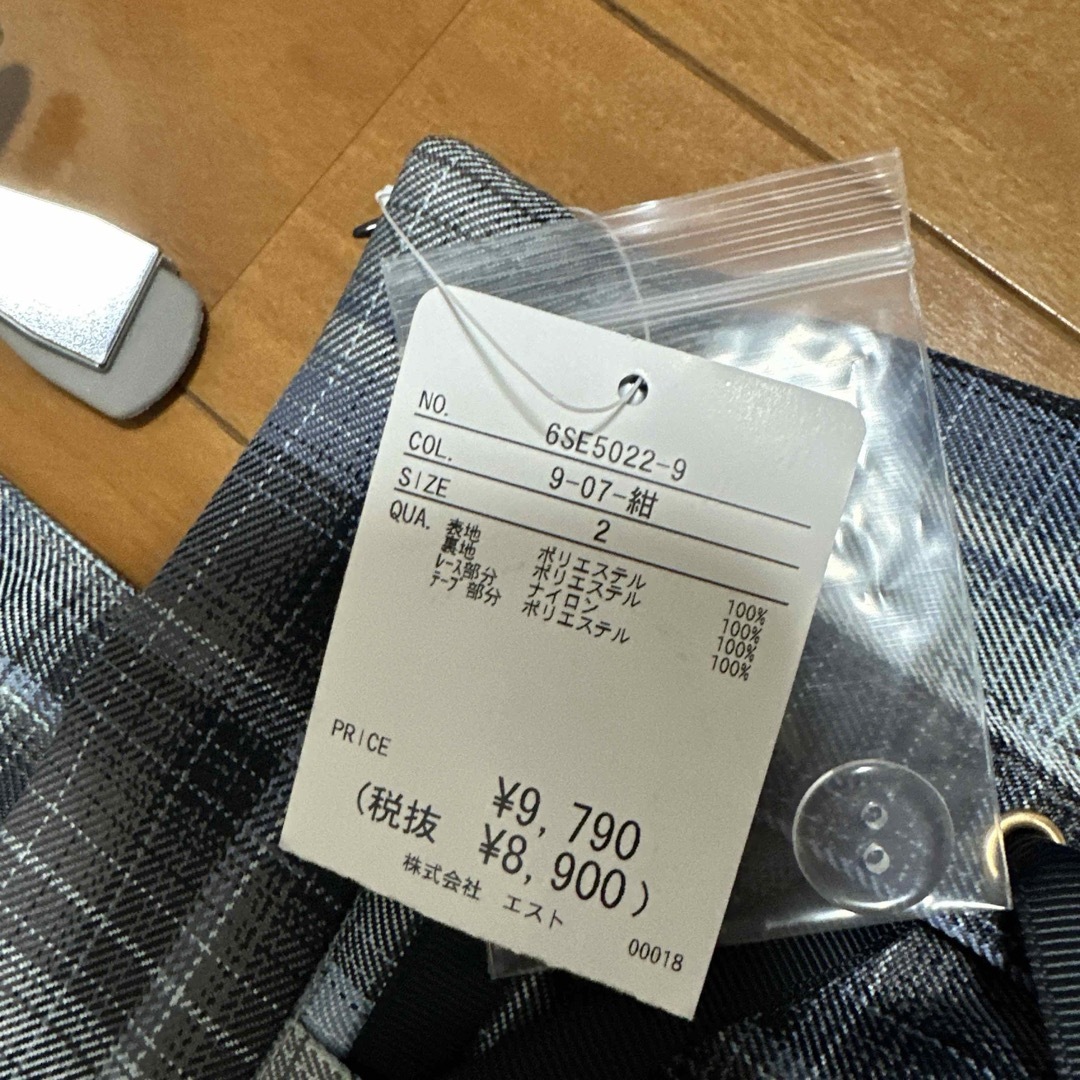 NO. 6SE5022-9
COL. 9-07-紺
SIZE 2
QUA. 表地 ポリエステル 100%
裏地 ポリエステル 100%
ﾚｰｽ部分 ナイロン 100%
ﾃｰﾌﾟ部分 ポリエステル 100%
PRICE
¥9,790
(税抜 ¥8,900)
株式会社 エスト
00018